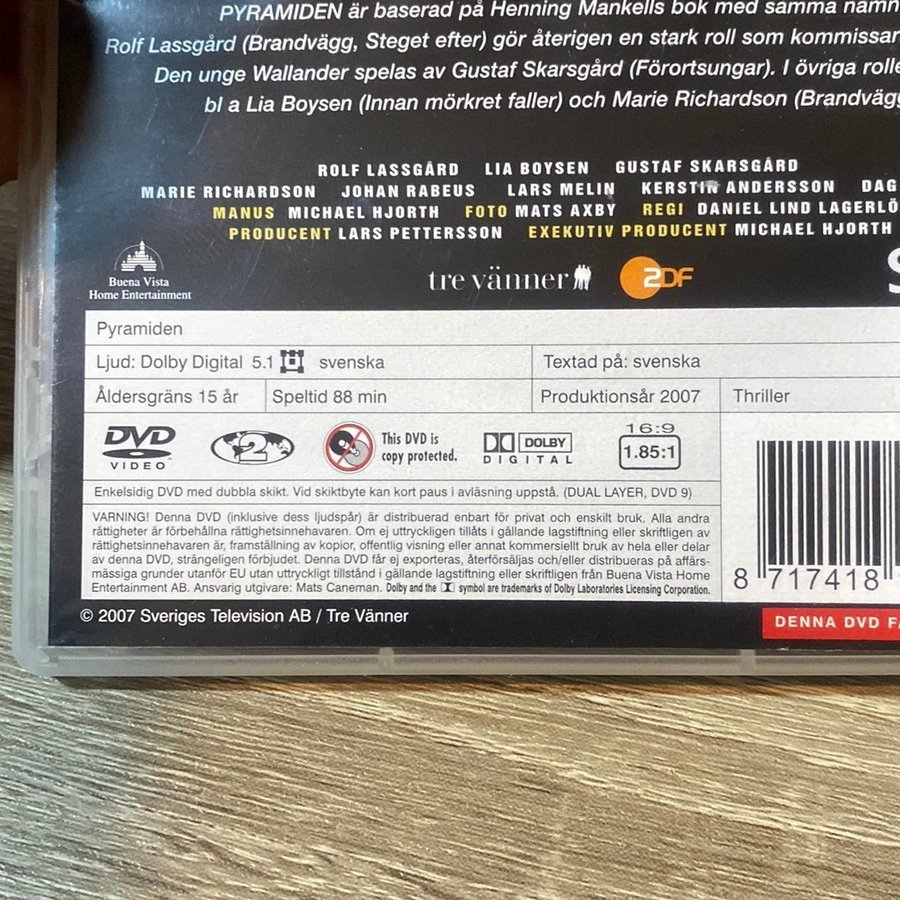 PYRAMIDEN är baserad på Henning Mankells bok med samma namn
Rolf Lassgård (Brandvägg, Steget efter) gör återigen en stark roll som kommissar
Den unge Wallander spelas av Gustaf Skarsgård (Förortsungar). I övriga rolle
bl a Lia Boysen (Innan mörkret faller) och Marie Richardson (Brandvägg
ROLF LASSGÅRD LIA BOYSEN GUSTAF SKARSGÅRD
MARIE RICHARDSON JOHAN RABEUS LARS MELIN KERSTIN ANDERSSON DAG
MANUS MICHAEL HJORTH FOTO MATS AXBY REGI DANIEL LIND LAGERLÖ
PRODUCENT LARS PETTERSSON EXEKUTIV PRODUCENT MICHAEL HJORTH
Buena Vista
Home Entertainment
tre vänner
2DF
S
Pyramiden
Ljud: Dolby Digital 5.1 svenska
Textad på: svenska
Åldersgräns 15 år
Speltid 88 min
Produktionsår 2007
Thriller
DVD
VIDEO
2
This DVD is
copy protected.
DOLBY
DIGITAL
16:9
1.85:1
Enkelsidig DVD med dubbla skikt. Vid skiktbyte kan kort paus i avläsning uppstå. (DUAL LAYER, DVD 9)
VARNING! Denna DVD (inklusive dess ljudspår) är distribuerad enbart för privat och enskilt bruk. Alla andra
rättigheter är förbehållna rättighetsinnehavaren. Om ej uttryckligen tillåts i gällande lagstiftning eller skriftligen av
rättighetsinnehavaren är, framställning av kopior, offentlig visning eller annat kommersiellt bruk av hela eller delar
av denna DVD, strängeligen förbjudet. Denna DVD får ej exporteras, återförsäljas och/eller distribueras på affärs-
mässiga grunder utanför EU utan uttryckligt tillstånd i gällande lagstiftning eller skriftligen från Buena Vista Home
Entertainment AB. Ansvarig utgivare: Mats Caneman. Dolby and the symbol are trademarks of Dolby Laboratories Licensing Corporation.
8 717418
© 2007 Sveriges Television AB / Tre Vänner
DENNA DVD F